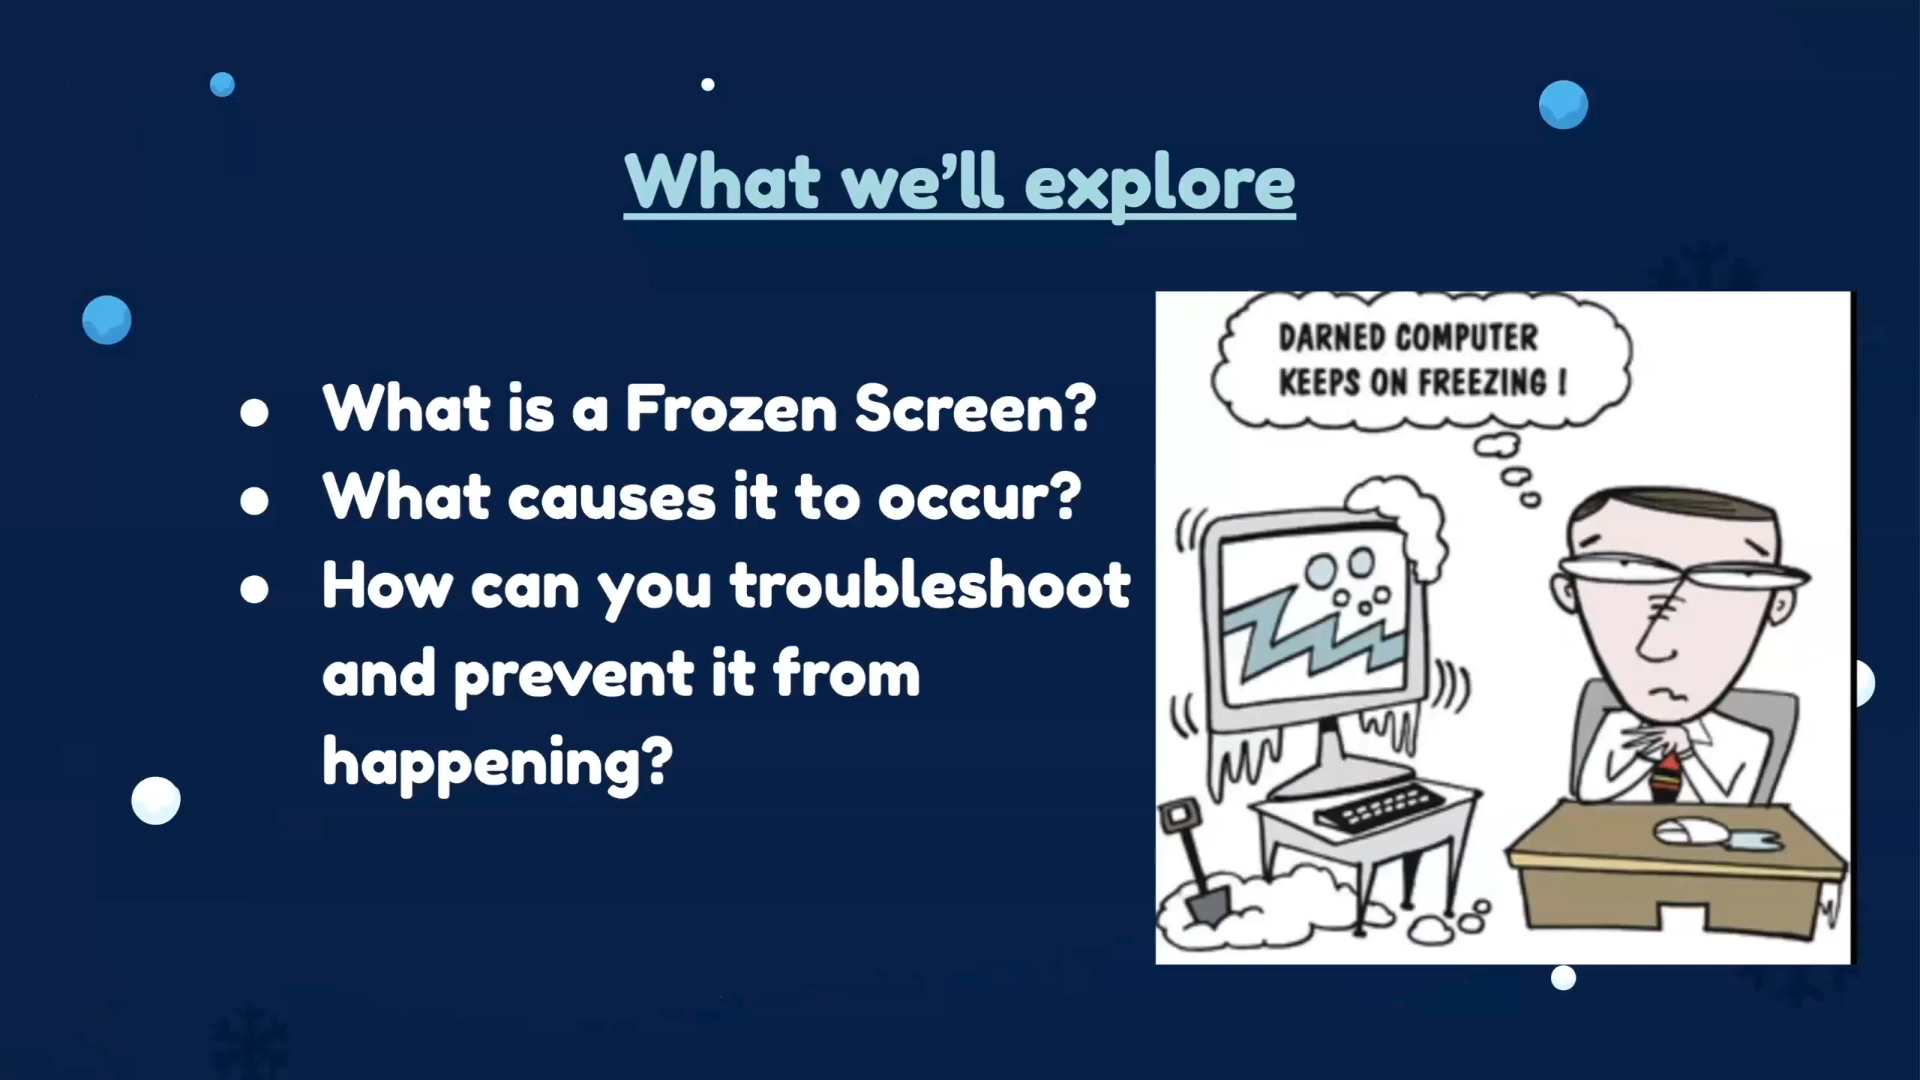 What we’ll explore
● What is a Frozen Screen?
● What causes it to occur?
● How can you troubleshoot
and prevent it from
happening?
DARNED COMPUTER
KEEPS ON FREEZING !